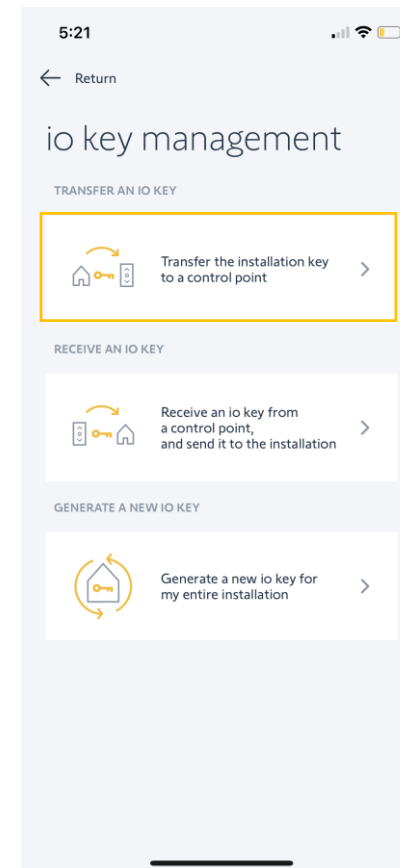 5:21
Return
io key management
TRANSFER AN IO KEY
Transfer the installation key
to a control point
RECEIVE AN IO KEY
Receive an io key from
a control point,
and send it to the installation
GENERATE A NEW IO KEY
Generate a new io key for
my entire installation